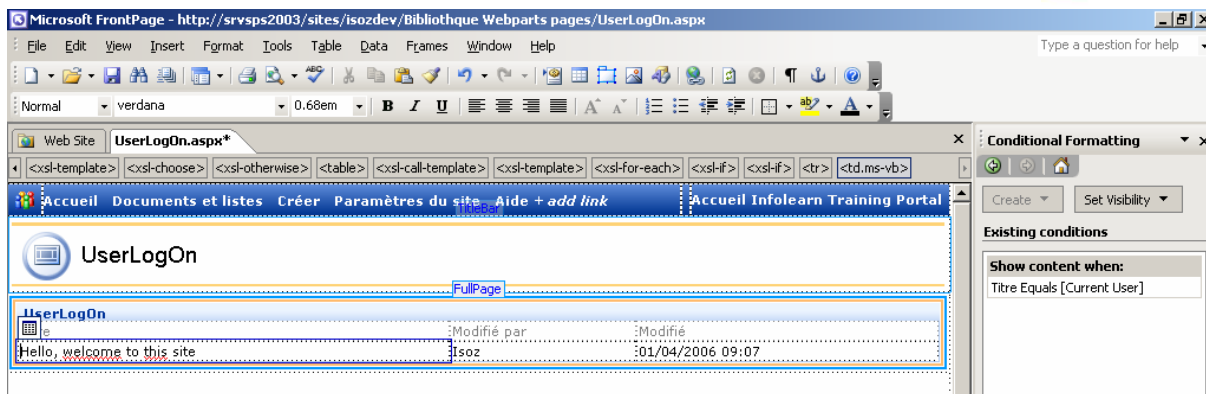 Microsoft FrontPage - http://srvsps2003/sites/isozdev/Bibliothque Webparts pages/UserLogOn.aspx
File Edit View Insert Format Tools Table Data Frames Window Help Type a question for help
Normal verdana 0.68em B I U
Web Site UserLogOn.aspx*
<xsl-template> <xsl-choose> <xsl-otherwise> <table> <xsl-call-template> <xsl-template> <xsl-for-each> <xsl-if> <xsl-if> <tr> <td.ms-vb>
Accueil Documents et listes Créer Paramètres du site Aide + add link Accueil Infolearn Training Portal
TitleBar
UserLogOn
FullPage
UserLogOn
Modifié par Modifié
Hello, welcome to this site Isoz 01/04/2006 09:07
Conditional Formatting
Create Set Visibility
Existing conditions
Show content when:
Titre Equals [Current User]